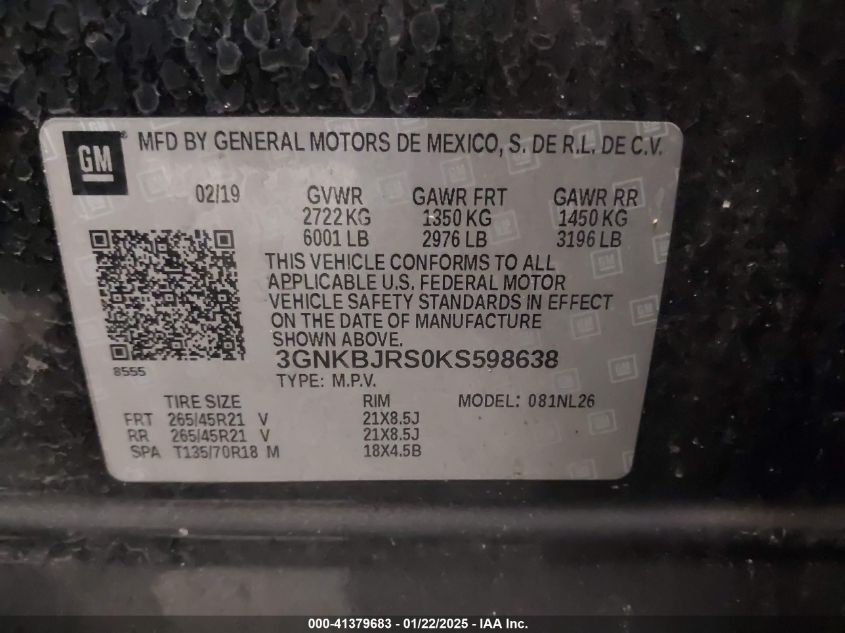 GM ® MFD BY GENERAL MOTORS DE MEXICO, S. DE R.L. DE C.V.
02/19 GVWR GAWR FRT GAWR RR
2722 KG 1350 KG 1450 KG
6001 LB 2976 LB 3196 LB
THIS VEHICLE CONFORMS TO ALL
APPLICABLE U.S. FEDERAL MOTOR
VEHICLE SAFETY STANDARDS IN EFFECT
ON THE DATE OF MANUFACTURE
SHOWN ABOVE.
3GNKBJRS0KS598638
8555 TYPE: M.P.V.
TIRE SIZE RIM MODEL: 081NL26
FRT 265/45R21 V 21X8.5J
RR 265/45R21 V 21X8.5J
SPA T135/70R18 M 18X4.5B
000-41379683 - 01/22/2025 - IAA Inc.